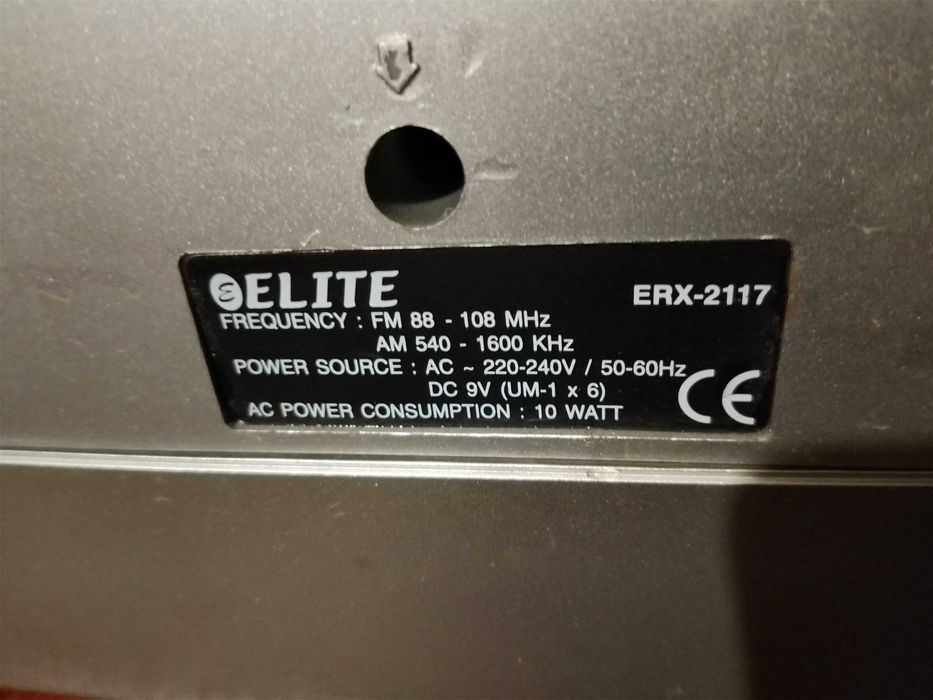 ELITE ERX-2117
FREQUENCY : FM 88 - 108 MHz
AM 540 - 1600 KHz
POWER SOURCE : AC ~ 220-240V / 50-60Hz
DC 9V (UM-1 x 6)
AC POWER CONSUMPTION : 10 WATT
CE